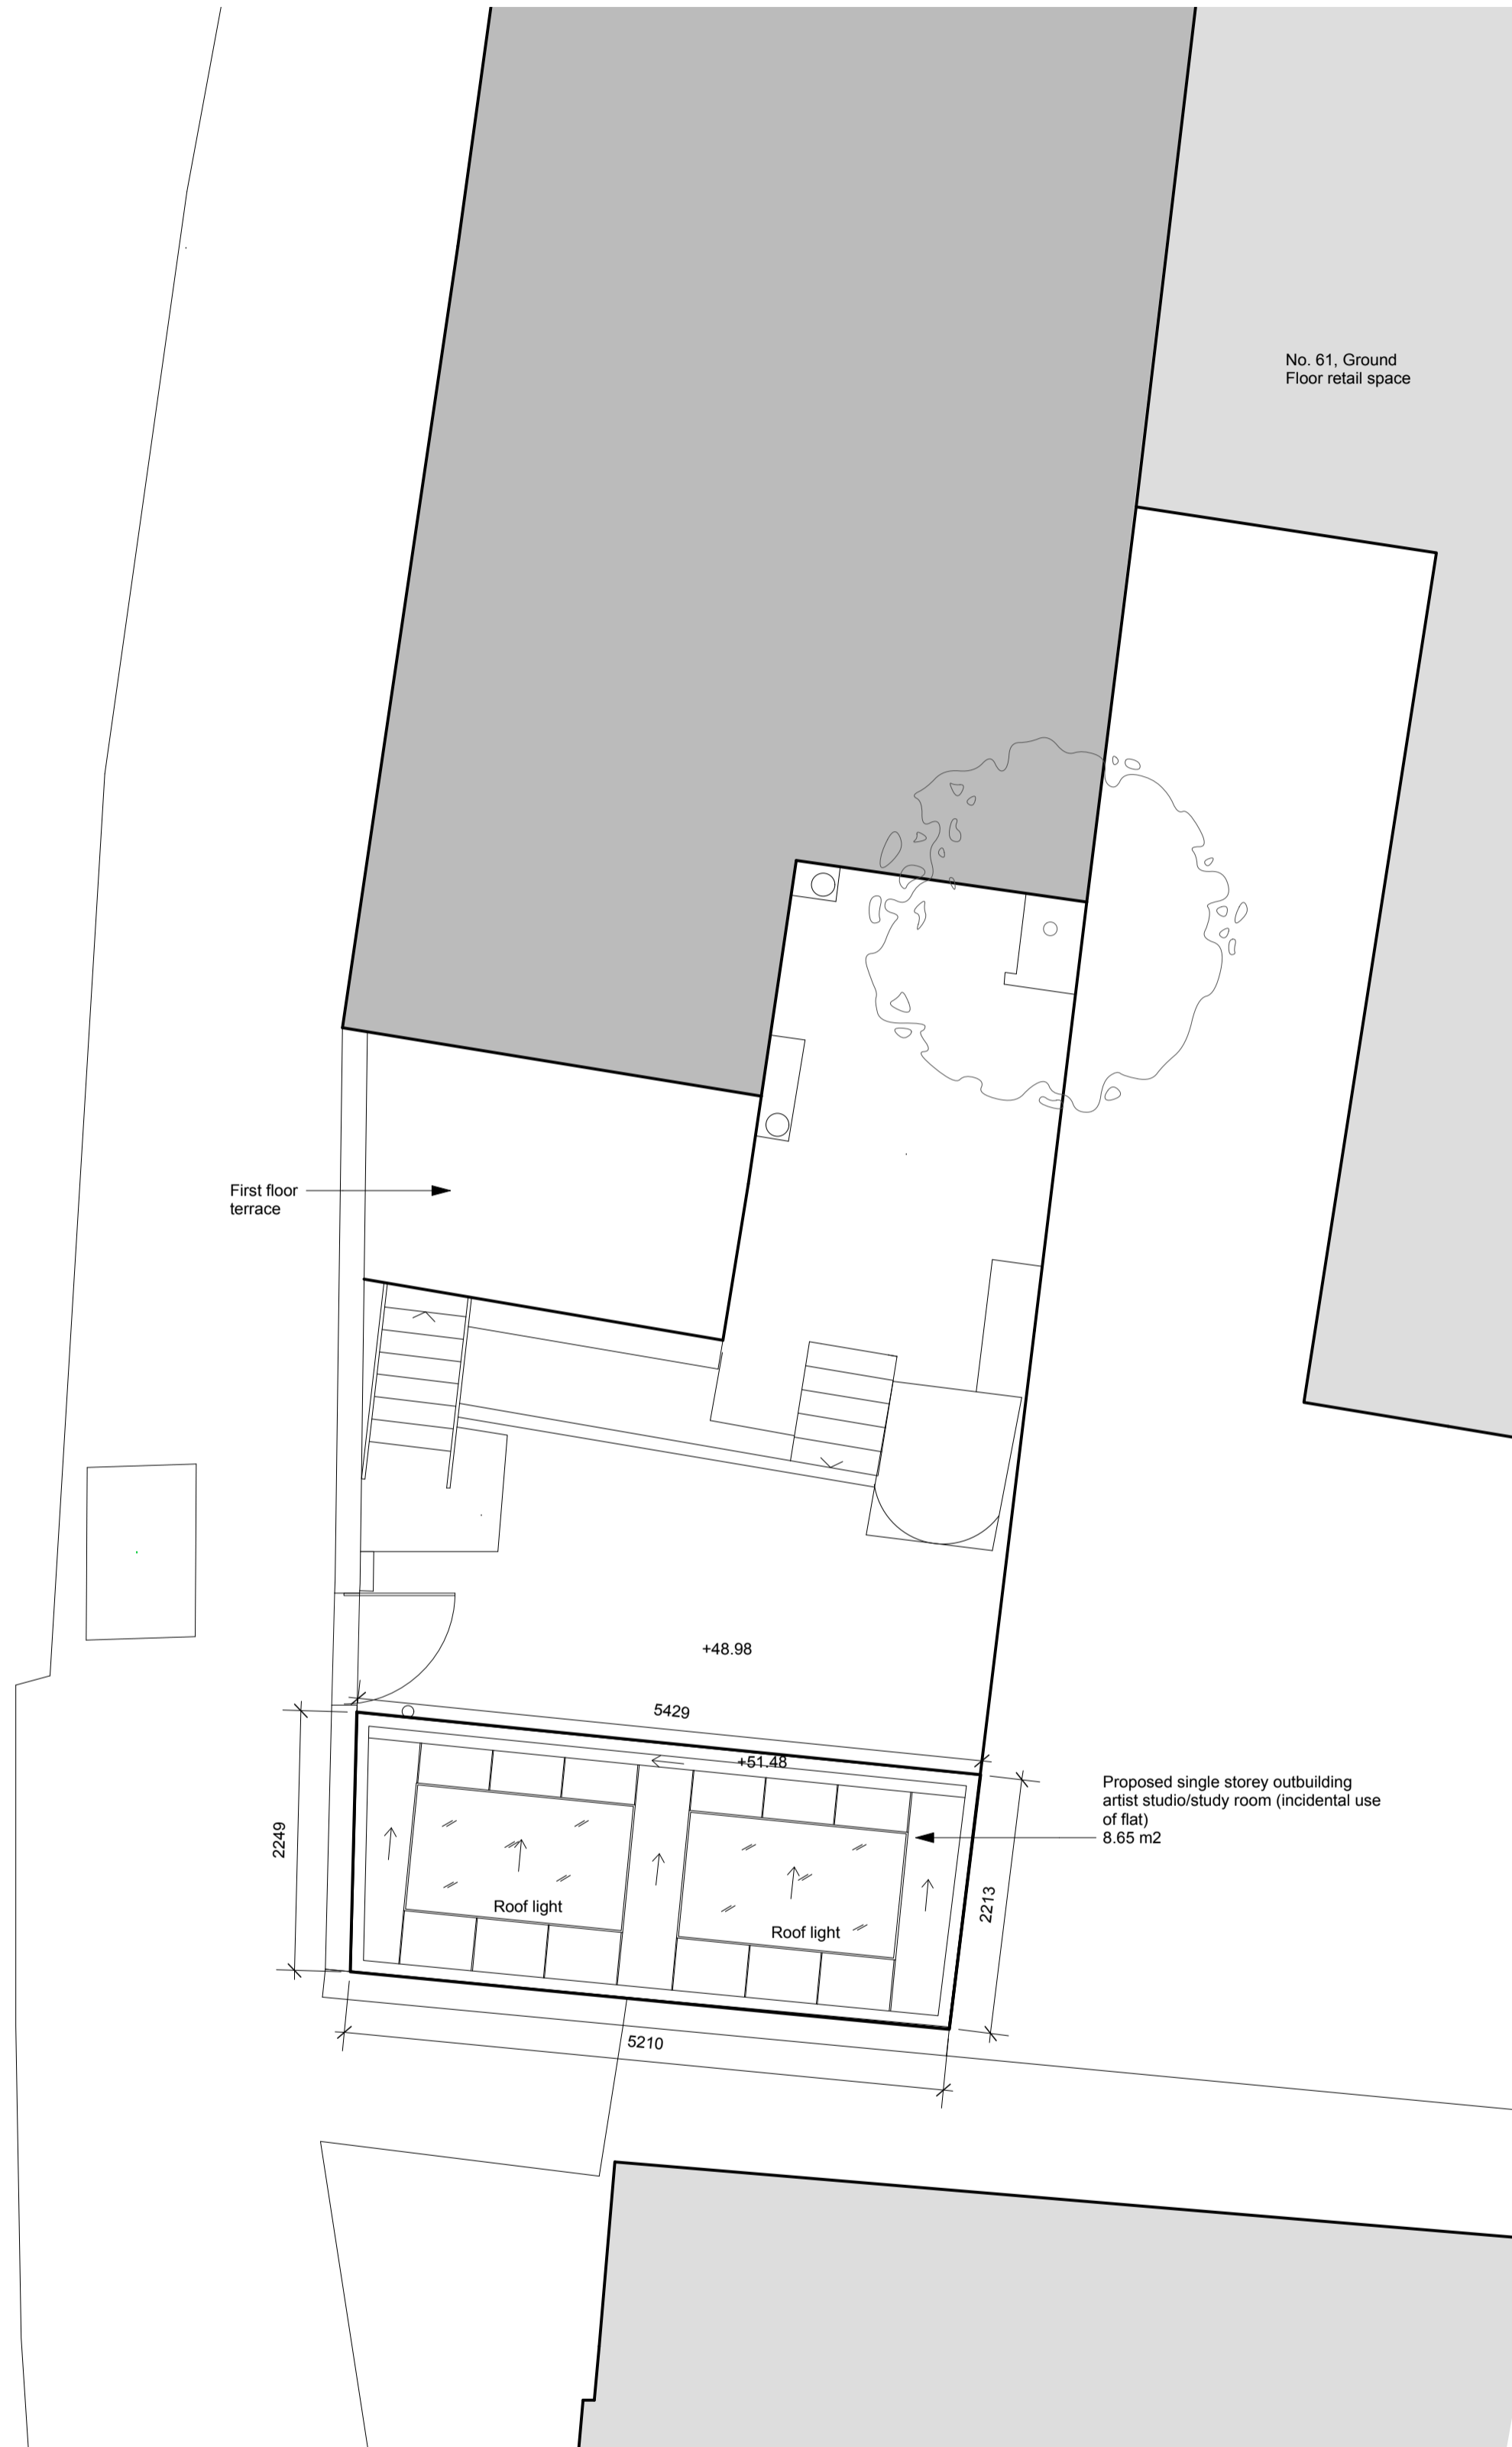 No. 61, Ground
Floor retail space
First floor
terrace
+48.98
5429
+51.48
Proposed single storey outbuilding
artist studio/study room (incidental use
of flat)
8.65 m2
2249
2213
Roof light
Roof light
5210